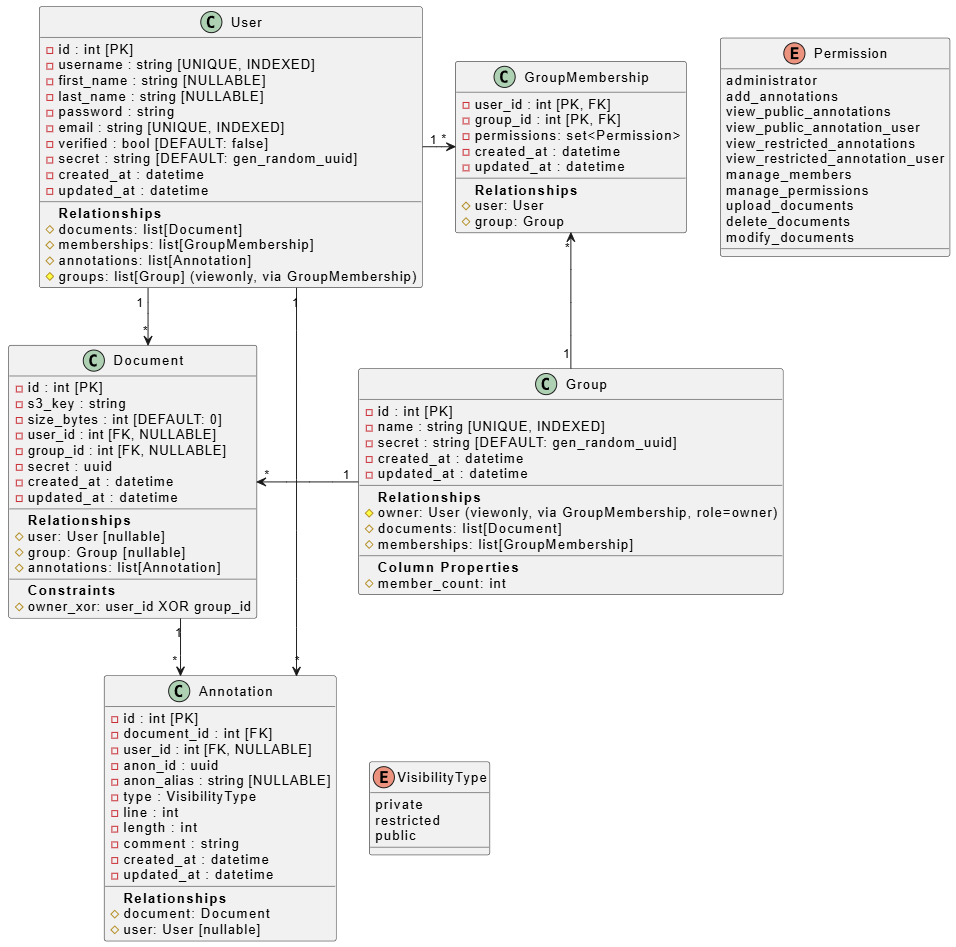 C User
id : int [PK]
username : string [UNIQUE, INDEXED]
first_name : string [NULLABLE]
last_name : string [NULLABLE]
password : string
email : string [UNIQUE, INDEXED]
verified : bool [DEFAULT: false]
secret : string [DEFAULT: gen_random_uuid]
created_at : datetime
updated_at : datetime
Relationships
documents: list[Document]
memberships: list[GroupMembership]
annotations: list[Annotation]
groups: list[Group] (viewonly, via GroupMembership)
1 *
C GroupMembership
user_id : int [PK, FK]
group_id : int [PK, FK]
permissions: set<Permission>
created_at : datetime
updated_at : datetime
Relationships
user: User
group: Group
E Permission
administrator
add_annotations
view_public_annotations
view_public_annotation_user
view_restricted_annotations
view_restricted_annotation_user
manage_members
manage_permissions
upload_documents
delete_documents
modify_documents
*
1
1
1
*
C Document
id : int [PK]
s3_key : string
size_bytes : int [DEFAULT: 0]
user_id : int [FK, NULLABLE]
group_id : int [FK, NULLABLE]
secret : uuid
created_at : datetime
updated_at : datetime
Relationships
user: User [nullable]
group: Group [nullable]
annotations: list[Annotation]
Constraints
owner_xor: user_id XOR group_id
* 1
C Group
id : int [PK]
name : string [UNIQUE, INDEXED]
secret : string [DEFAULT: gen_random_uuid]
created_at : datetime
updated_at : datetime
Relationships
owner: User (viewonly, via GroupMembership, role=owner)
documents: list[Document]
memberships: list[GroupMembership]
Column Properties
member_count: int
1
* *
C Annotation
id : int [PK]
document_id : int [FK]
user_id : int [FK, NULLABLE]
anon_id : uuid
anon_alias : string [NULLABLE]
type : VisibilityType
line : int
length : int
comment : string
created_at : datetime
updated_at : datetime
Relationships
document: Document
user: User [nullable]
E VisibilityType
private
restricted
public